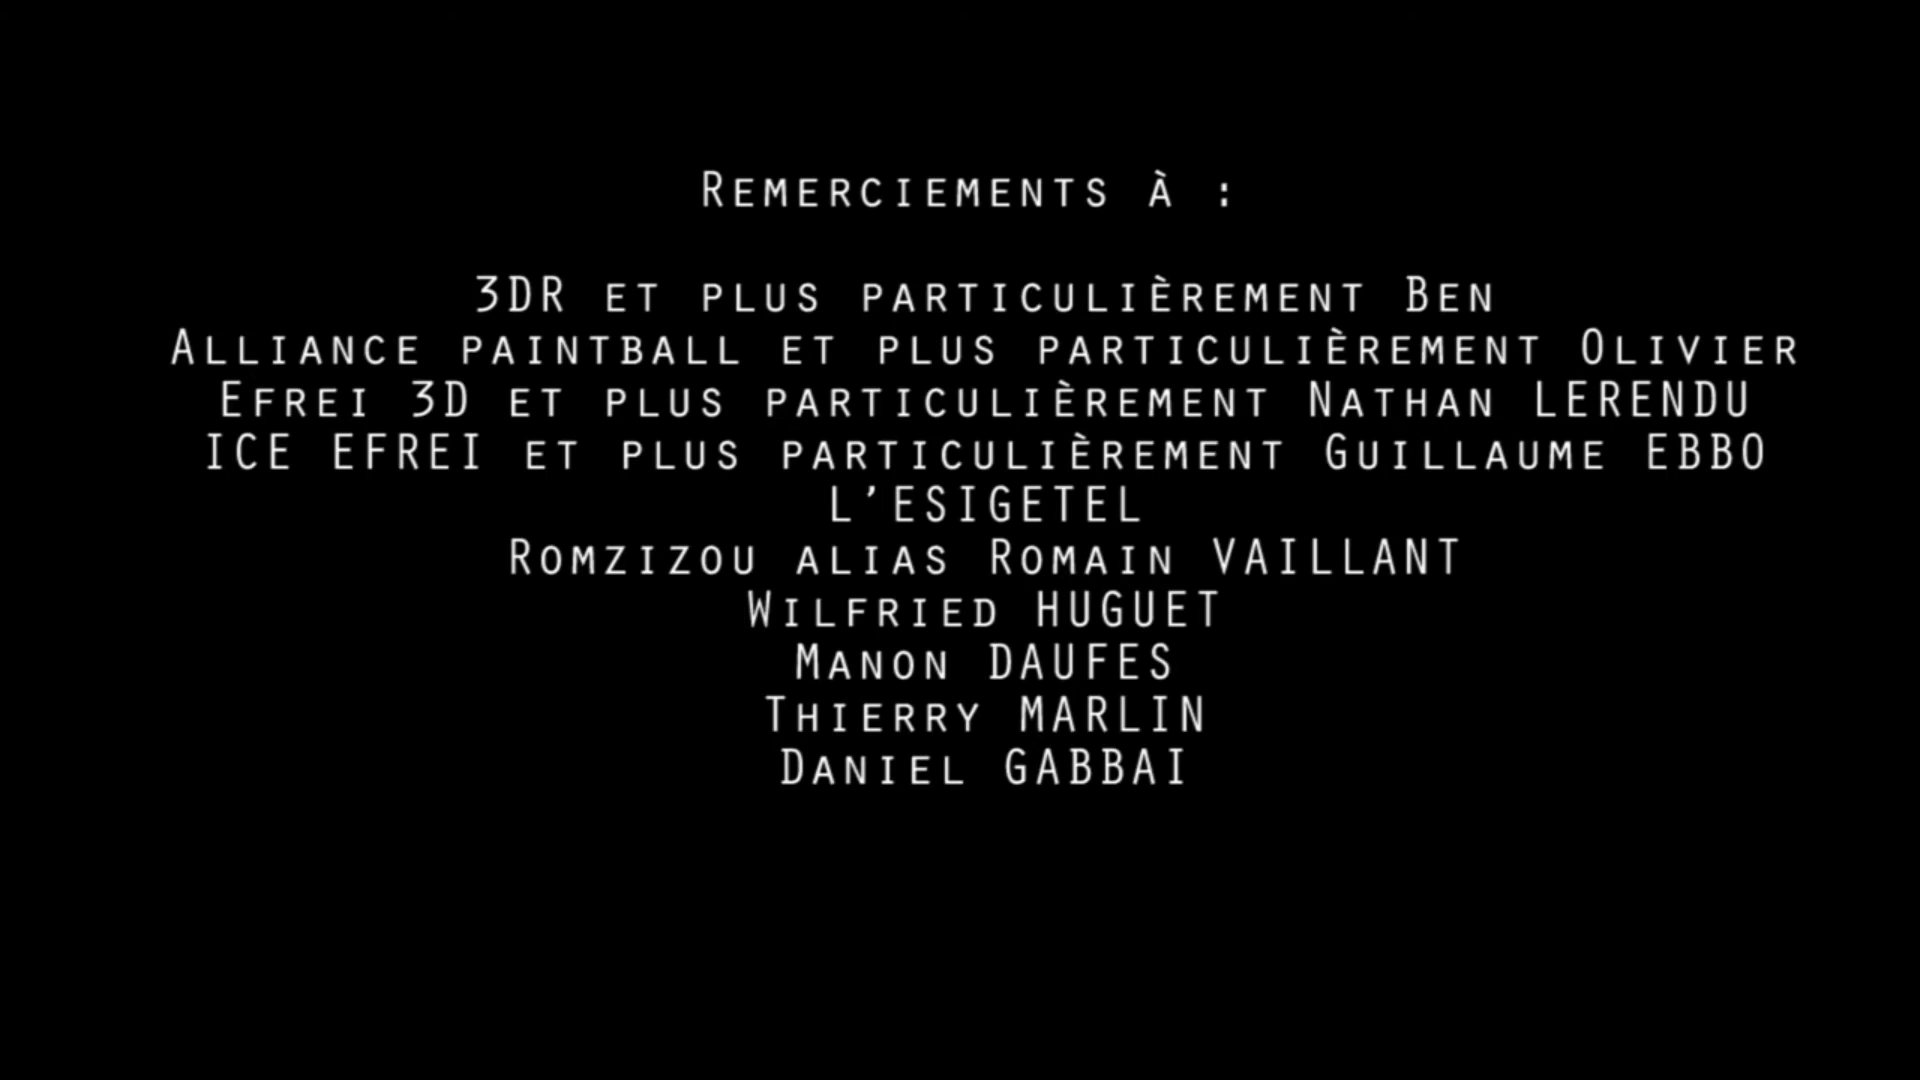 Remerciements à :
3DR et plus particulièrement Ben
Alliance paintball et plus particulièrement Olivier
Efrei 3D et plus particulièrement Nathan LERENDU
ICE EFREI et plus particulièrement Guillaume EBBO
L'ESIGETEL
Romzizou alias Romain VAILLANT
Wilfried HUGUET
Manon DAUFES
Thierry MARLIN
Daniel GABBAI